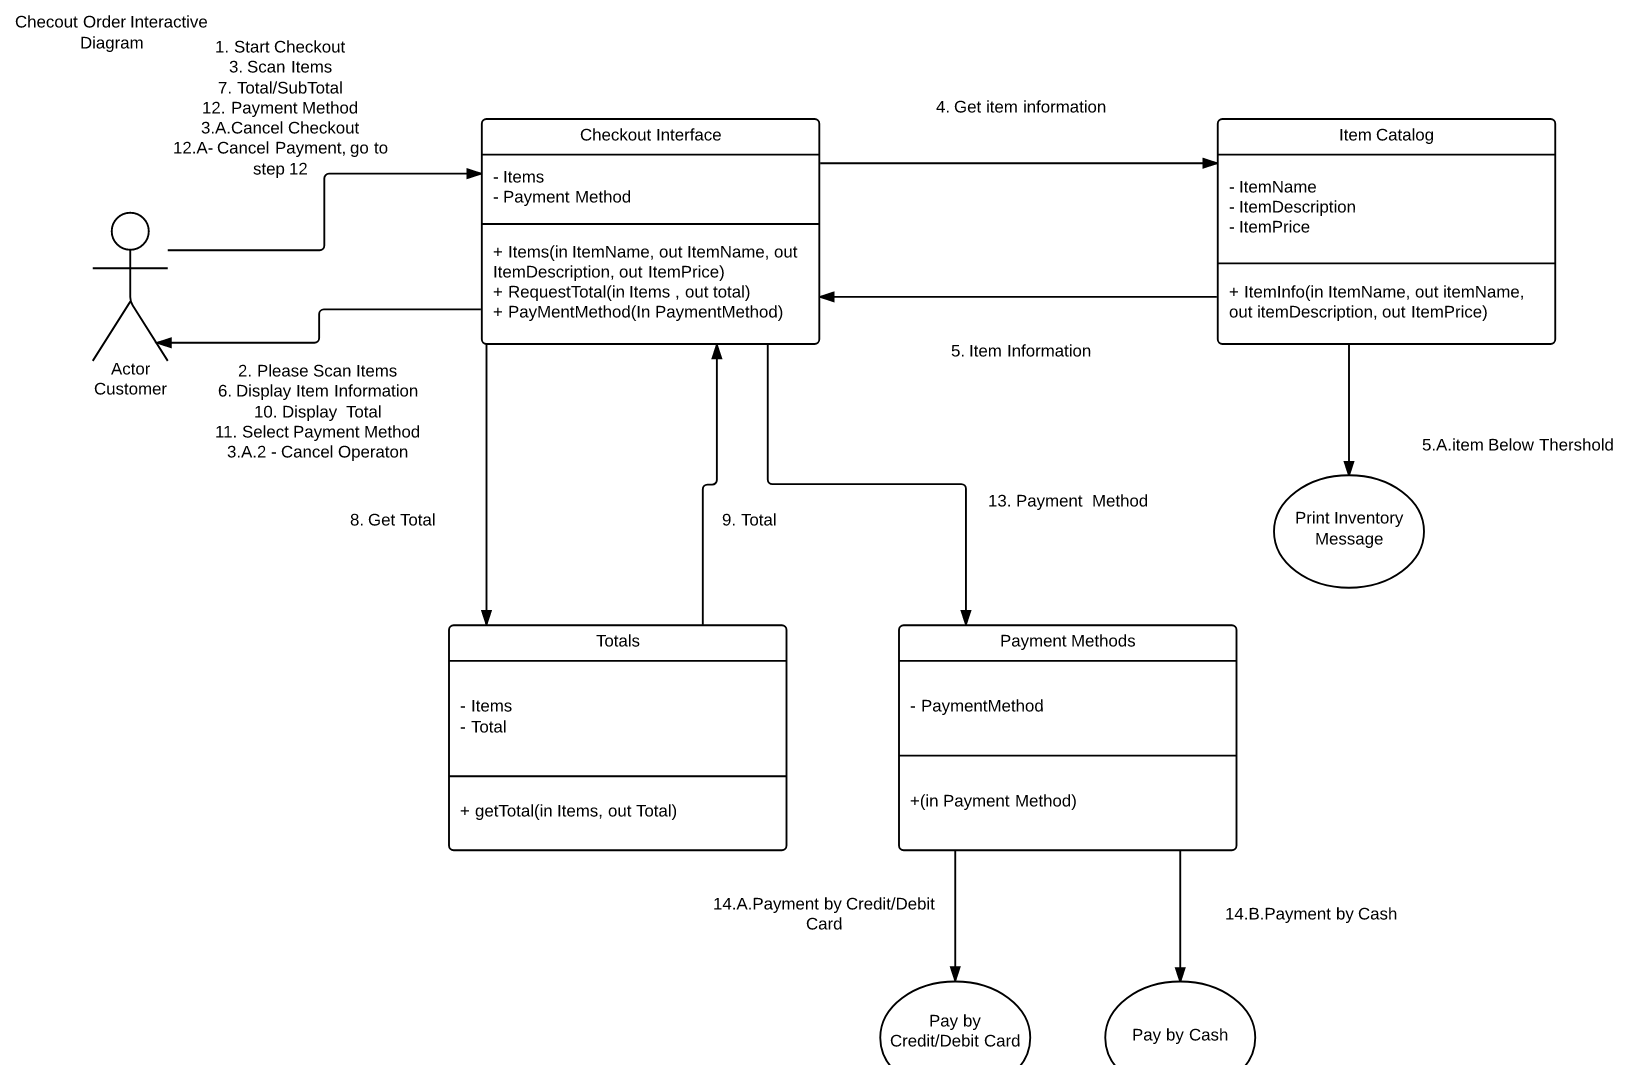 Checout Order Interactive
Diagram
1. Start Checkout
3. Scan Items
7. Total/SubTotal
12. Payment Method
3.A.Cancel Checkout
12.A- Cancel Payment, go to
step 12
Actor
Customer
2. Please Scan Items
6. Display Item Information
10. Display  Total
11. Select Payment Method
3.A.2 - Cancel Operaton
Checkout Interface
- Items
- Payment Method
+ Items(in ItemName, out ItemName, out
ItemDescription, out ItemPrice)
+ RequestTotal(in Items , out total)
+ PayMentMethod(In PaymentMethod)
4. Get item information
5. Item Information
Item Catalog
- ItemName
- ItemDescription
- ItemPrice
+ ItemInfo(in ItemName, out itemName,
out itemDescription, out ItemPrice)
5.A.item Below Thershold
Print Inventory
Message
8. Get Total
9. Total
13. Payment  Method
Totals
- Items
- Total
+ getTotal(in Items, out Total)
Payment Methods
- PaymentMethod
+(in Payment Method)
14.A.Payment by Credit/Debit
Card
14.B.Payment by Cash
Pay by
Credit/Debit Card
Pay by Cash